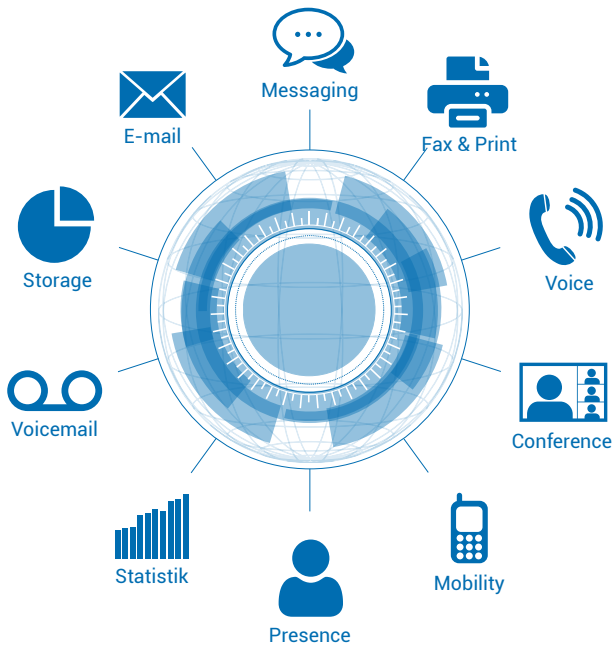 Messaging
E-mail
Fax & Print
Storage
Voice
Voicemail
Conference
Statistik
Mobility
Presence